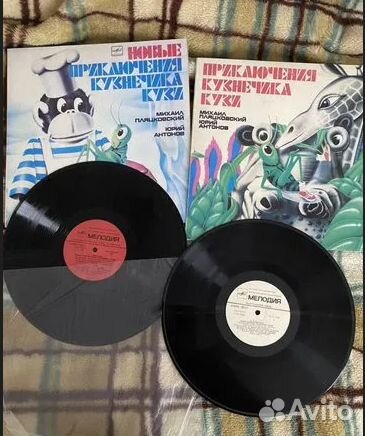 НОВЫЕ
ПРИКЛЮЧЕНИЯ
КУЗНЕЧИКА
КУЗИ
МИХАИЛ
ПЛЯЦКОВСКИЙ
ЮРИЙ
АНТОНОВ
ПРИКЛЮЧЕНИЯ
КУЗНЕЧИКА
КУЗИ
МИХАИЛ
ПЛЯЦКОВСКИЙ
ЮРИЙ
АНТОНОВ
МЕЛОДИЯ
МЕЛОДИЯ
Avito